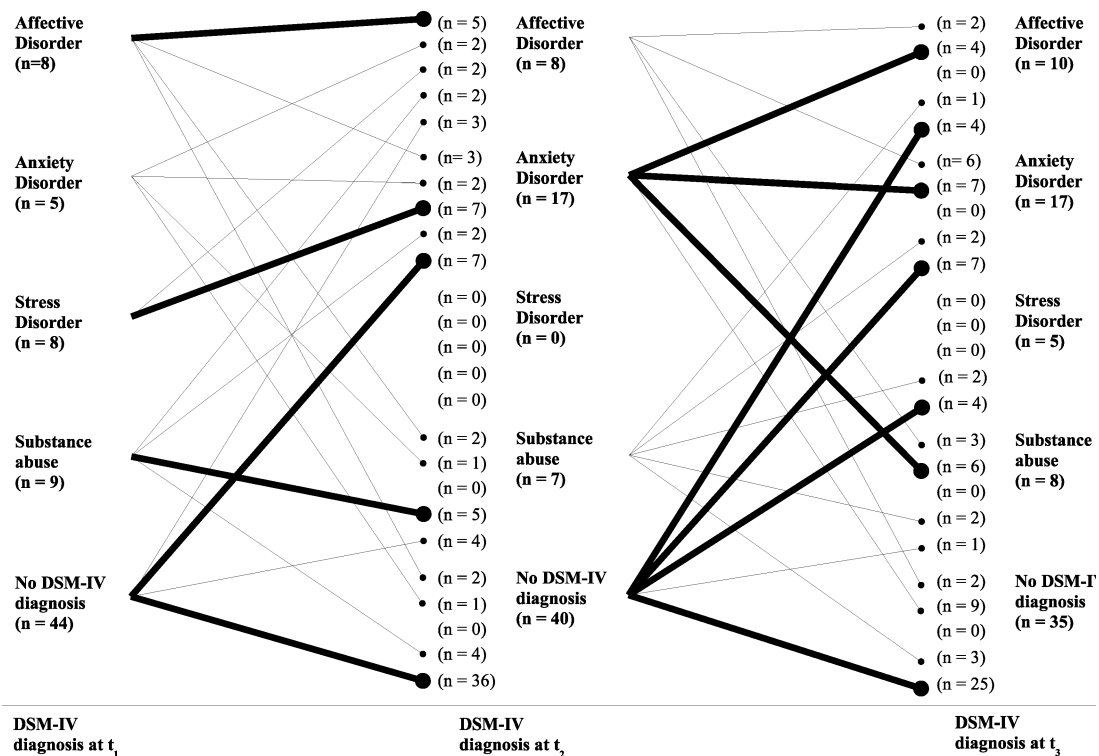 Affective
Disorder
(n=8)
Anxiety
Disorder
(n = 5)
Stress
Disorder
(n = 8)
Substance
abuse
(n = 9)
No DSM-IV
diagnosis
(n = 44)
(n = 5)
(n = 2)
(n = 2)
(n = 2)
(n = 3)
(n= 3)
(n = 2)
(n = 7)
(n = 2)
(n = 7)
(n = 0)
(n = 0)
(n = 0)
(n = 0)
(n = 0)
(n = 2)
(n = 1)
(n = 0)
(n = 5)
(n = 4)
(n = 2)
(n = 1)
(n = 0)
(n = 4)
(n = 36)
Affective
Disorder
(n = 8)
Anxiety
Disorder
(n = 17)
Stress
Disorder
(n = 0)
Substance
abuse
(n = 7)
No DSM-IV
diagnosis
(n = 40)
(n = 2)
(n = 4)
(n = 0)
(n = 1)
(n = 4)
(n= 6)
(n = 7)
(n = 0)
(n = 2)
(n = 7)
(n = 0)
(n = 0)
(n = 0)
(n = 2)
(n = 4)
(n = 3)
(n = 6)
(n = 0)
(n = 2)
(n = 1)
(n = 2)
(n = 9)
(n = 0)
(n = 3)
(n = 25)
Affective
Disorder
(n = 10)
Anxiety
Disorder
(n = 17)
Stress
Disorder
(n = 5)
Substance
abuse
(n = 8)
No DSM-IV
diagnosis
(n = 35)
DSM-IV
diagnosis at t1
DSM-IV
diagnosis at t2
DSM-IV
diagnosis at t3